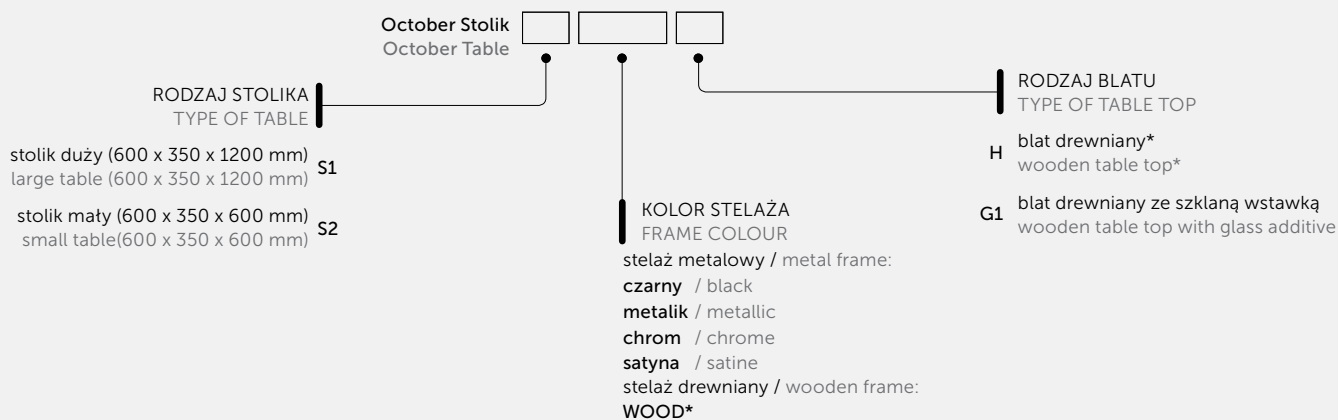 October Stolik
October Table
RODZAJ STOLIKA
TYPE OF TABLE
stolik duży (600 x 350 x 1200 mm) S1
large table (600 x 350 x 1200 mm)
stolik mały (600 x 350 x 600 mm) S2
small table(600 x 350 x 600 mm)
KOLOR STELAŻA
FRAME COLOUR
stelaż metalowy / metal frame:
czarny / black
metalik / metallic
chrom / chrome
satyna / satine
stelaż drewniany / wooden frame:
WOOD*
RODZAJ BLATU
TYPE OF TABLE TOP
H blat drewniany*
wooden table top*
G1 blat drewniany ze szklaną wstawką
wooden table top with glass additive